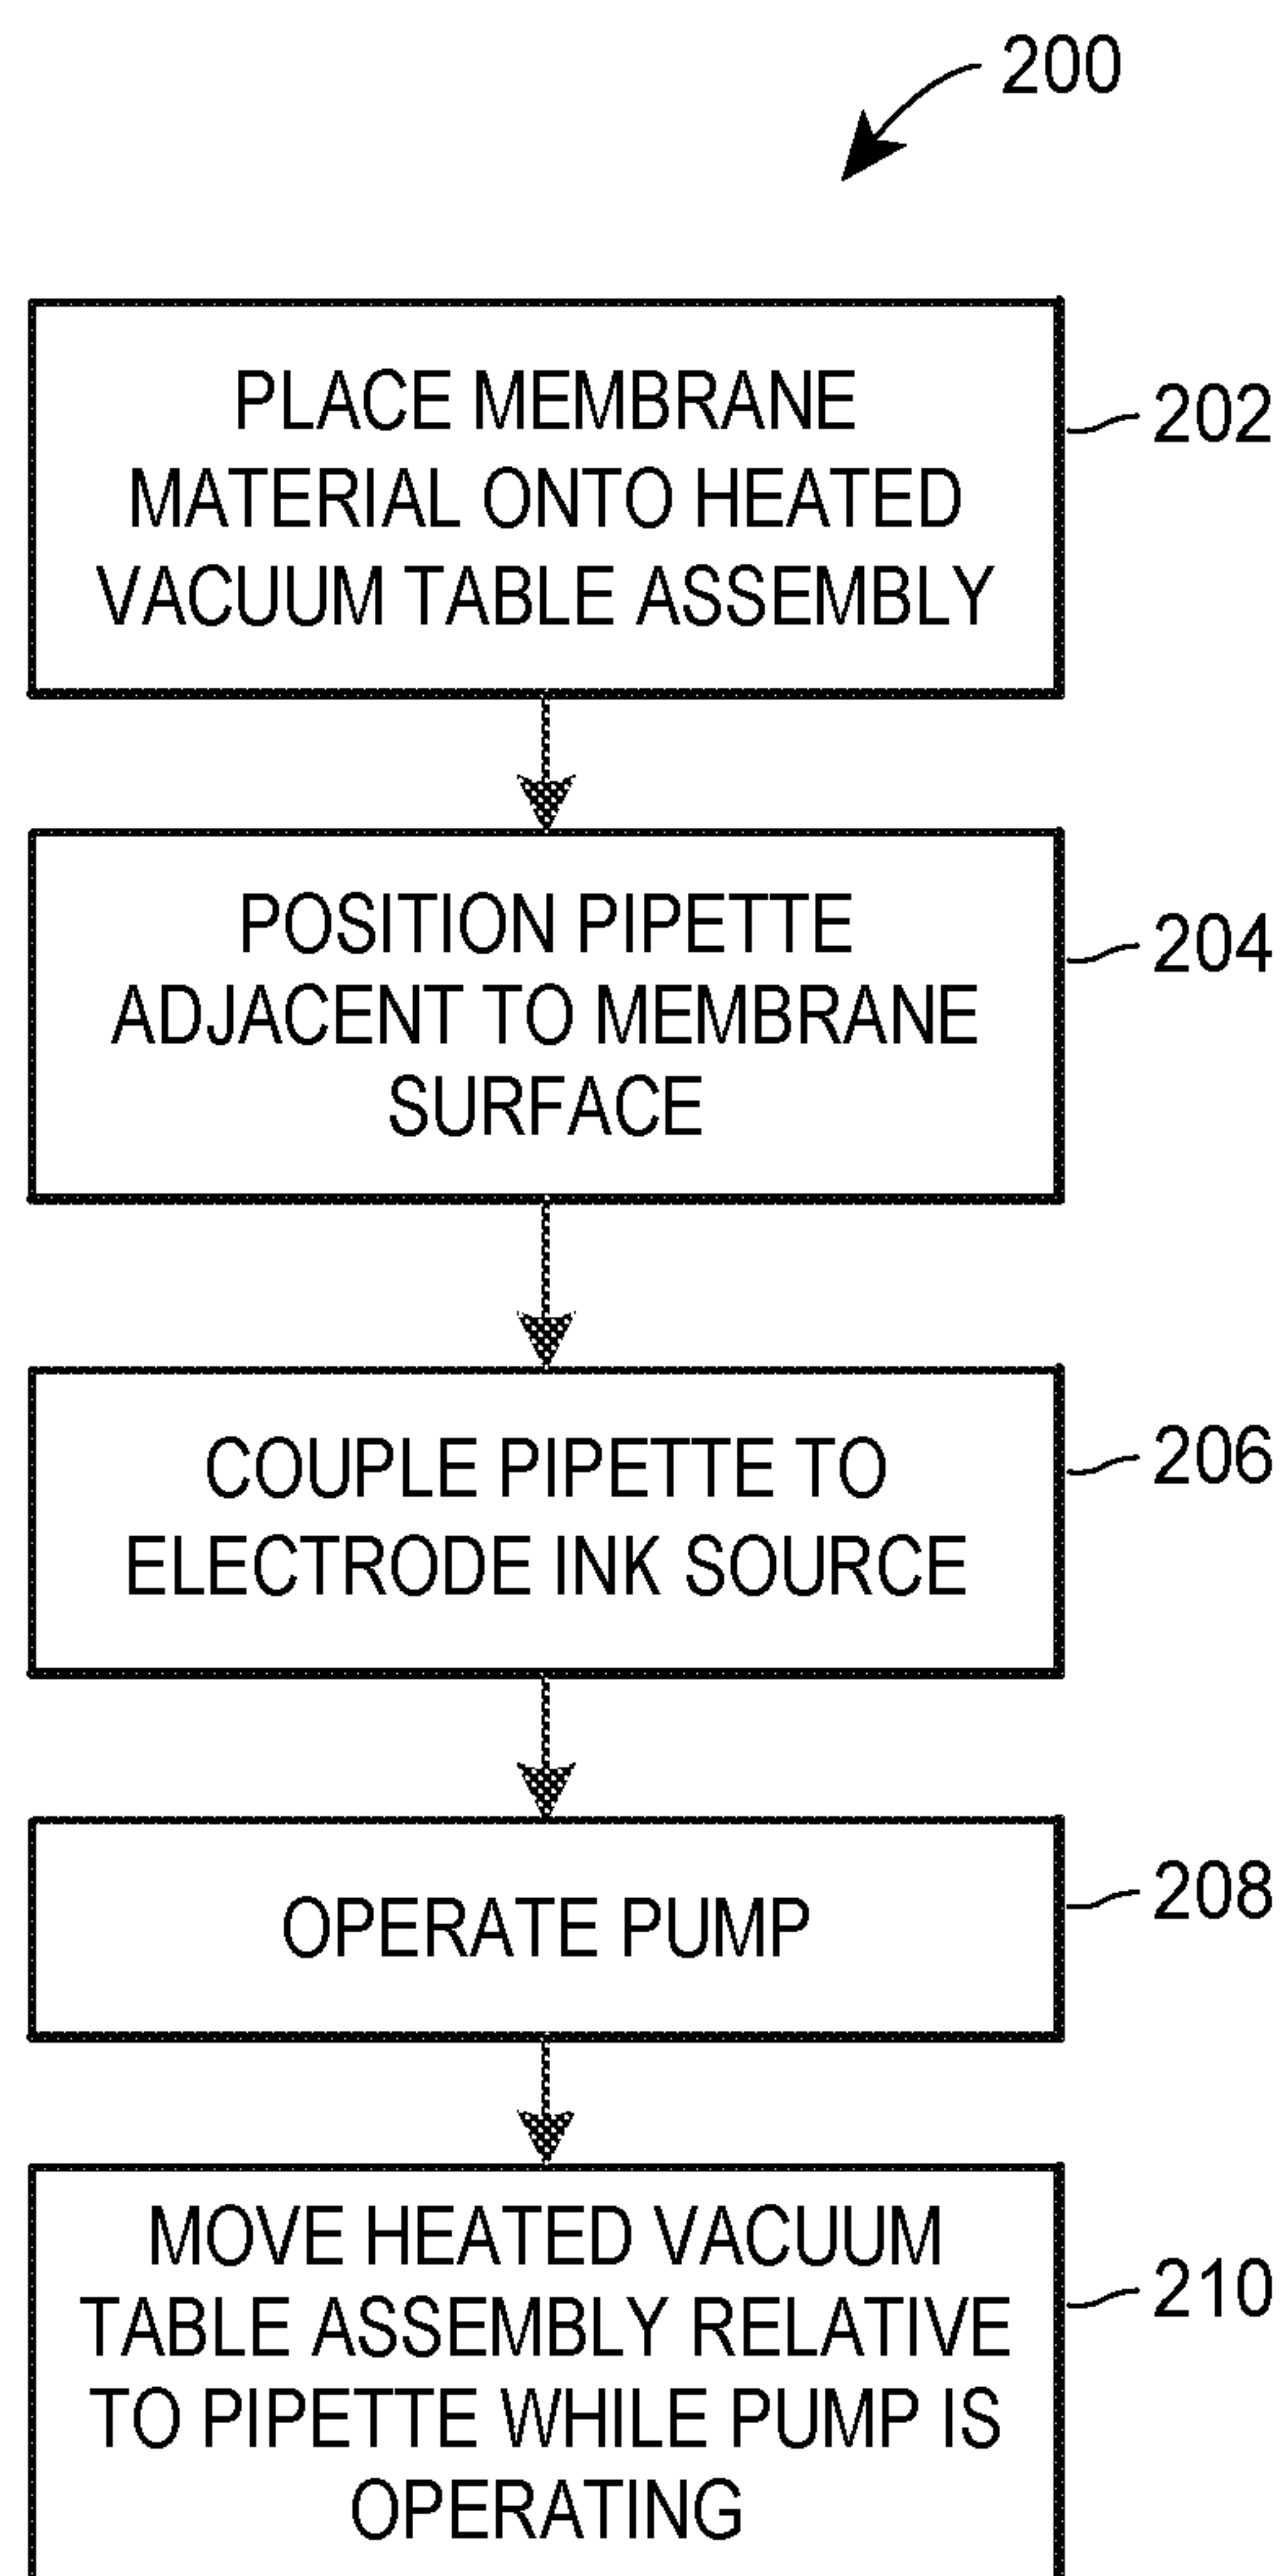 200
PLACE MEMBRANE
MATERIAL ONTO HEATED
VACUUM TABLE ASSEMBLY
202
POSITION PIPETTE
ADJACENT TO MEMBRANE
SURFACE
204
COUPLE PIPETTE TO
ELECTRODE INK SOURCE
206
OPERATE PUMP
208
MOVE HEATED VACUUM
TABLE ASSEMBLY RELATIVE
TO PIPETTE WHILE PUMP IS
OPERATING
210